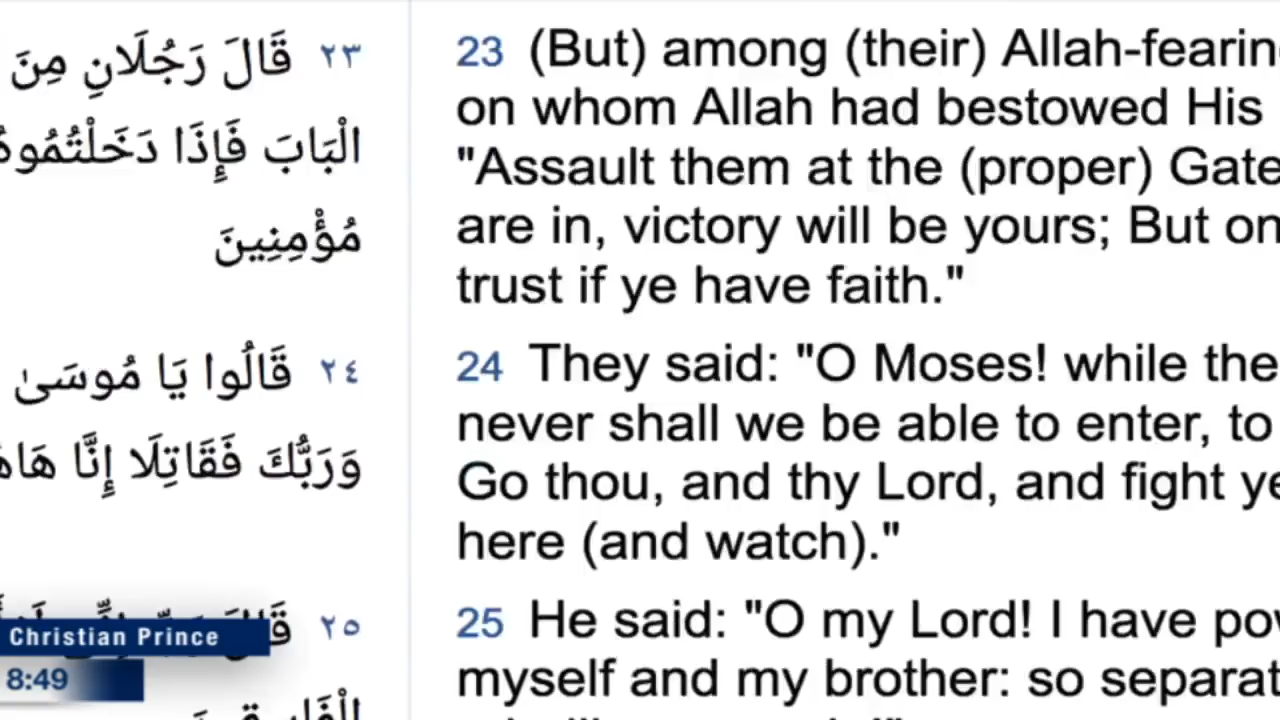 ٢٣ قَالَ رَجُلَانِ مِنَ
الْبَابَ فَإِذَا دَخَلْتُمُوهُ
مُؤْمِنِينَ
٢٤ قَالُوا يَا مُوسَىٰ
وَرَبُّكَ فَقَاتِلَا إِنَّا
٢٥
23 (But) among (their) Allah-fearin
on whom Allah had bestowed His
"Assault them at the (proper) Gate
are in, victory will be yours; But on
trust if ye have faith."
24 They said: "O Moses! while the
never shall we be able to enter, to
Go thou, and thy Lord, and fight ye
here (and watch)."
25 He said: "O my Lord! I have pow
myself and my brother: so separat
Christian Prince
8:49